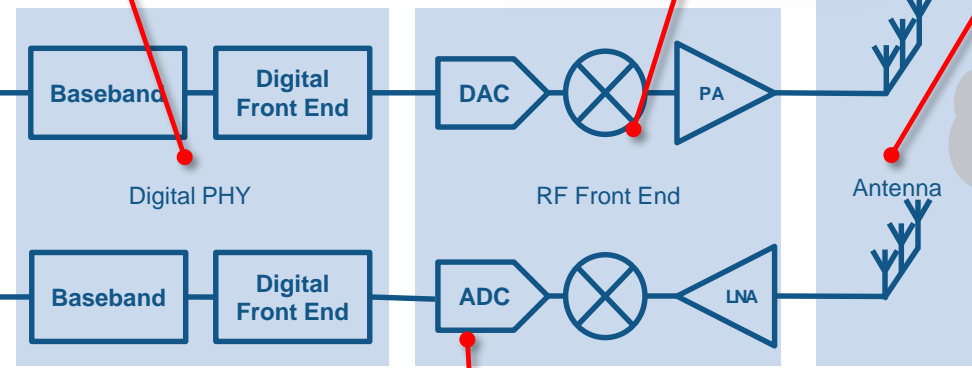 Baseband
Digital
Front End
DAC
PA
Digital PHY
RF Front End
Antenna
Baseband
Digital
Front End
ADC
LNA